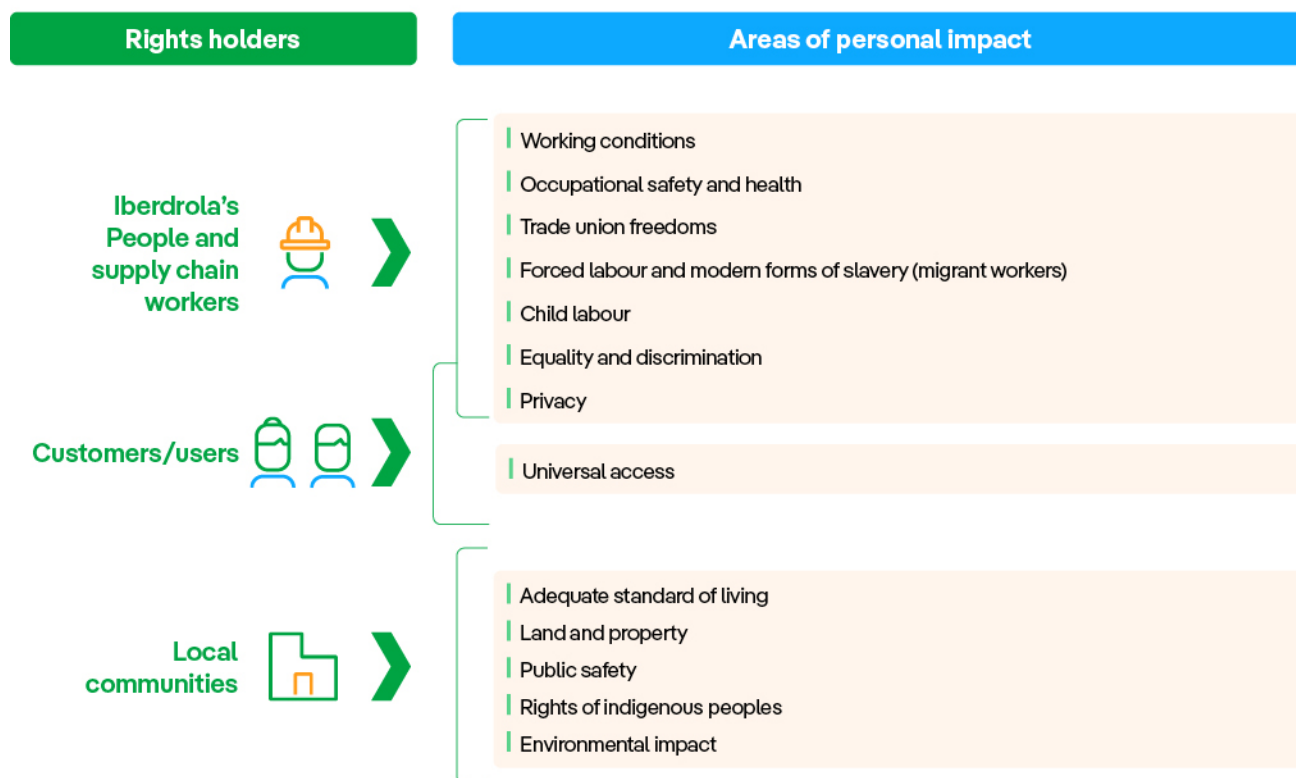 Rights holders
Areas of personal impact
Iberdrola's
People and
supply chain
workers
Working conditions
Occupational safety and health
Trade union freedoms
Forced labour and modern forms of slavery (migrant workers)
Child labour
Equality and discrimination
Privacy
Customers/users
Universal access
Local
communities
Adequate standard of living
Land and property
Public safety
Rights of indigenous peoples
Environmental impact